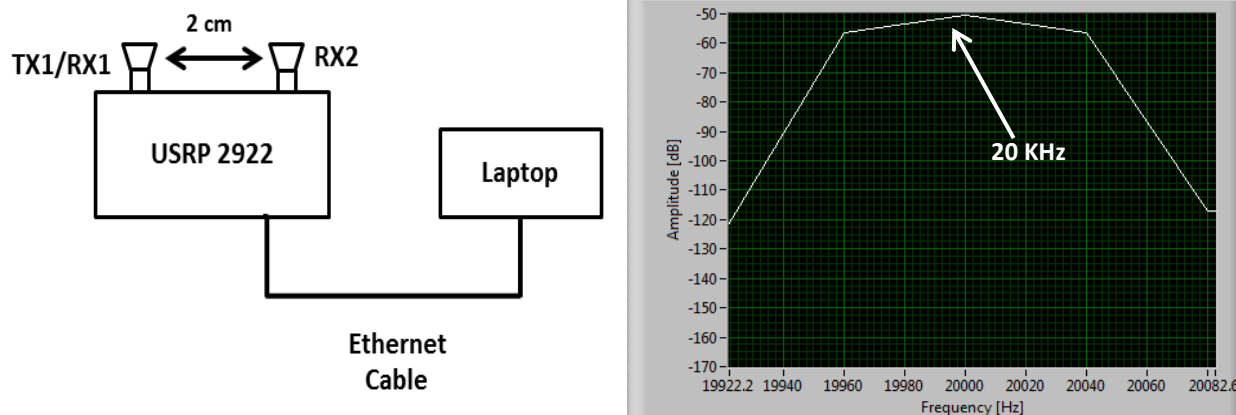 2 cm
TX1/RX1
RX2
USRP 2922
Laptop
Ethernet
Cable
-50
-60
-70
-80
-90
-100
-110
-120
-130
-140
-150
-160
-170
Amplitude [dB]
20 KHz
19922.2 19940 19960 19980 20000 20020 20040 20060 20082.6
Frequency [Hz]